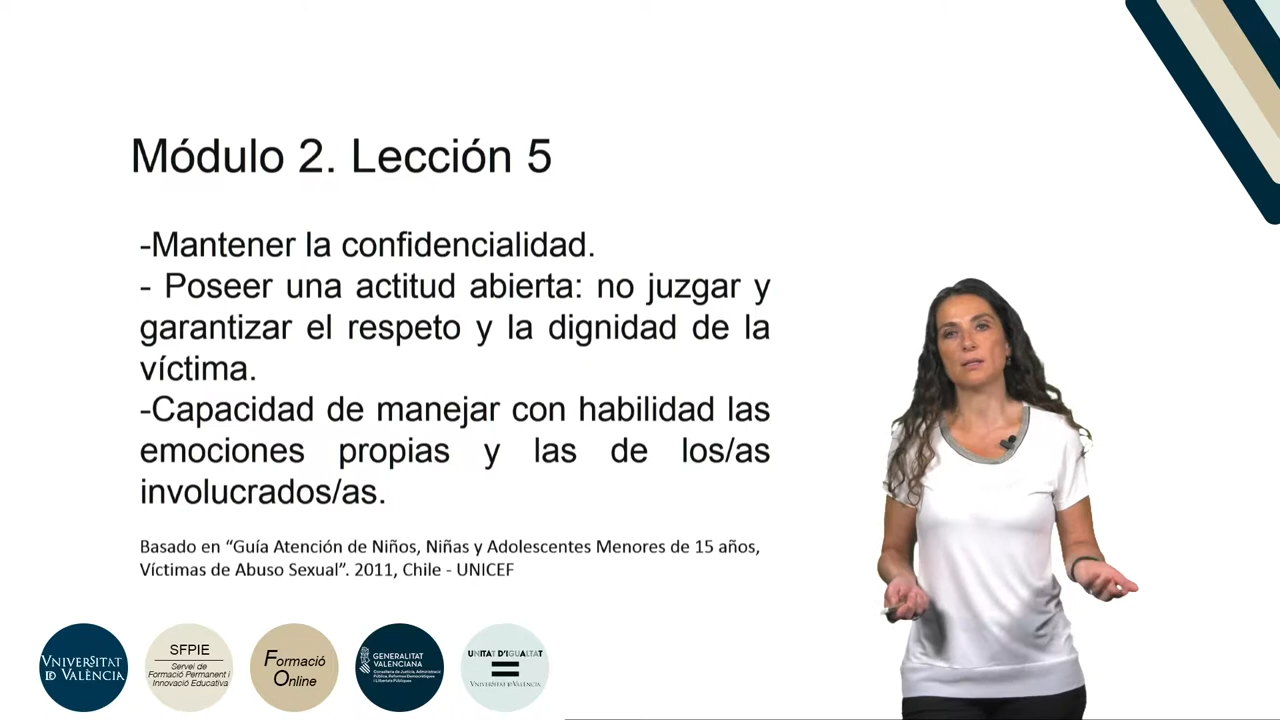 Módulo 2. Lección 5
-Mantener la confidencialidad.
- Poseer una actitud abierta: no juzgar y
garantizar el respeto y la dignidad de la
víctima.
-Capacidad de manejar con habilidad las
emociones propias y las de los/as
involucrados/as.
Basado en “Guía Atención de Niños, Niñas y Adolescentes Menores de 15 años,
Víctimas de Abuso Sexual”. 2011, Chile - UNICEF
VNIVERSITAT
ID VALÈNCIA
SFPIE
Servei de
Formació Permanent i
Innovació Educativa
Formació
Online
GENERALITAT
VALENCIANA
Conselleria de Justícia, Administració
Pública, Reformes Democràtiques
i Llibertats Públiques
UNITAT D'IGUALTAT
VNIVERSITAT ID VALÈNCIA